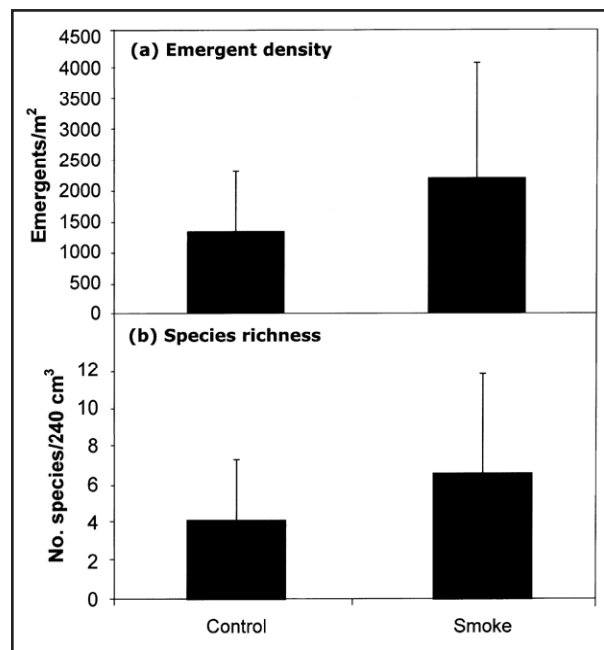 (a) Emergent density
Emergents/m²
4500
4000
3500
3000
2500
2000
1500
1000
500
0
(b) Species richness
No. species/240 cm³
12
10
8
6
4
2
0
Control
Smoke